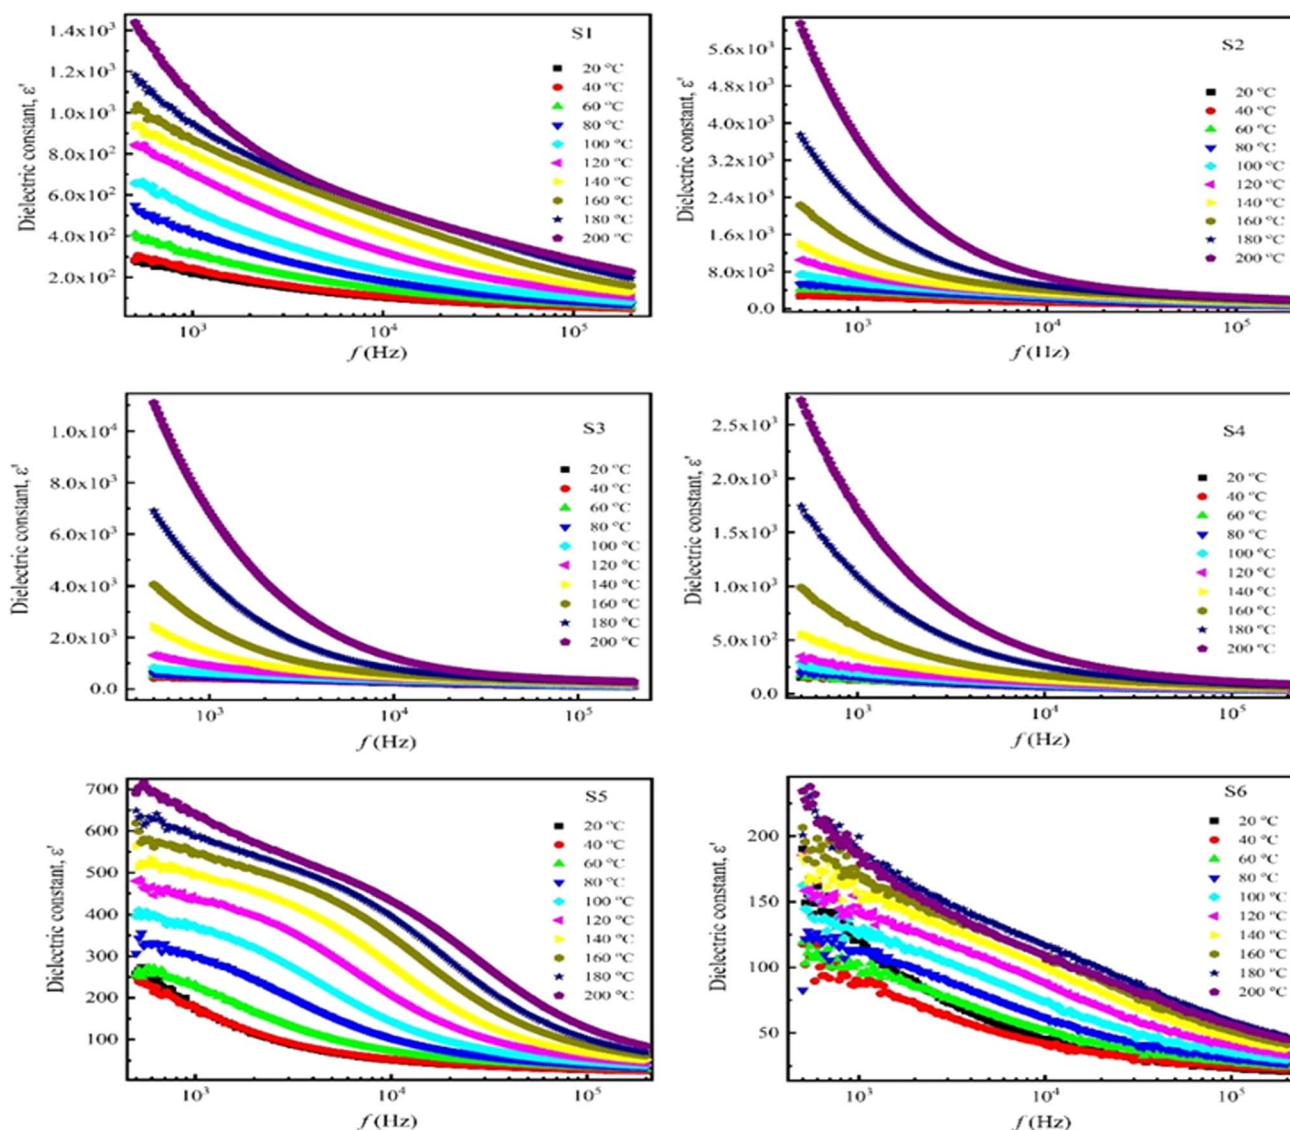 S1
Dielectric constant, ε'
1.4x10³
1.2x10³
1.0x10³
8.0x10²
6.0x10²
4.0x10²
2.0x10²
20 °C
40 °C
60 °C
80 °C
100 °C
120 °C
140 °C
160 °C
180 °C
200 °C
10³ 10⁴ 10⁵
f (Hz)
S2
Dielectric constant, ε'
5.6x10³
4.8x10³
4.0x10³
3.2x10³
2.4x10³
1.6x10³
8.0x10²
0.0
20 °C
40 °C
60 °C
80 °C
100 °C
120 °C
140 °C
160 °C
180 °C
200 °C
10³ 10⁴ 10⁵
f (Hz)
S3
Dielectric constant, ε'
1.0x10⁴
8.0x10³
6.0x10³
4.0x10³
2.0x10³
0.0
20 °C
40 °C
60 °C
80 °C
100 °C
120 °C
140 °C
160 °C
180 °C
200 °C
10³ 10⁴ 10⁵
f (Hz)
S4
Dielectric constant, ε'
2.5x10³
2.0x10³
1.5x10³
1.0x10³
5.0x10²
0.0
20 °C
40 °C
60 °C
80 °C
100 °C
120 °C
140 °C
160 °C
180 °C
200 °C
10³ 10⁴ 10⁵
f (Hz)
S5
Dielectric constant, ε'
700
600
500
400
300
200
100
20 °C
40 °C
60 °C
80 °C
100 °C
120 °C
140 °C
160 °C
180 °C
200 °C
10³ 10⁴ 10⁵
f (Hz)
S6
Dielectric constant, ε'
200
150
100
50
20 °C
40 °C
60 °C
80 °C
100 °C
120 °C
140 °C
160 °C
180 °C
200 °C
10³ 10⁴ 10⁵
f (Hz)